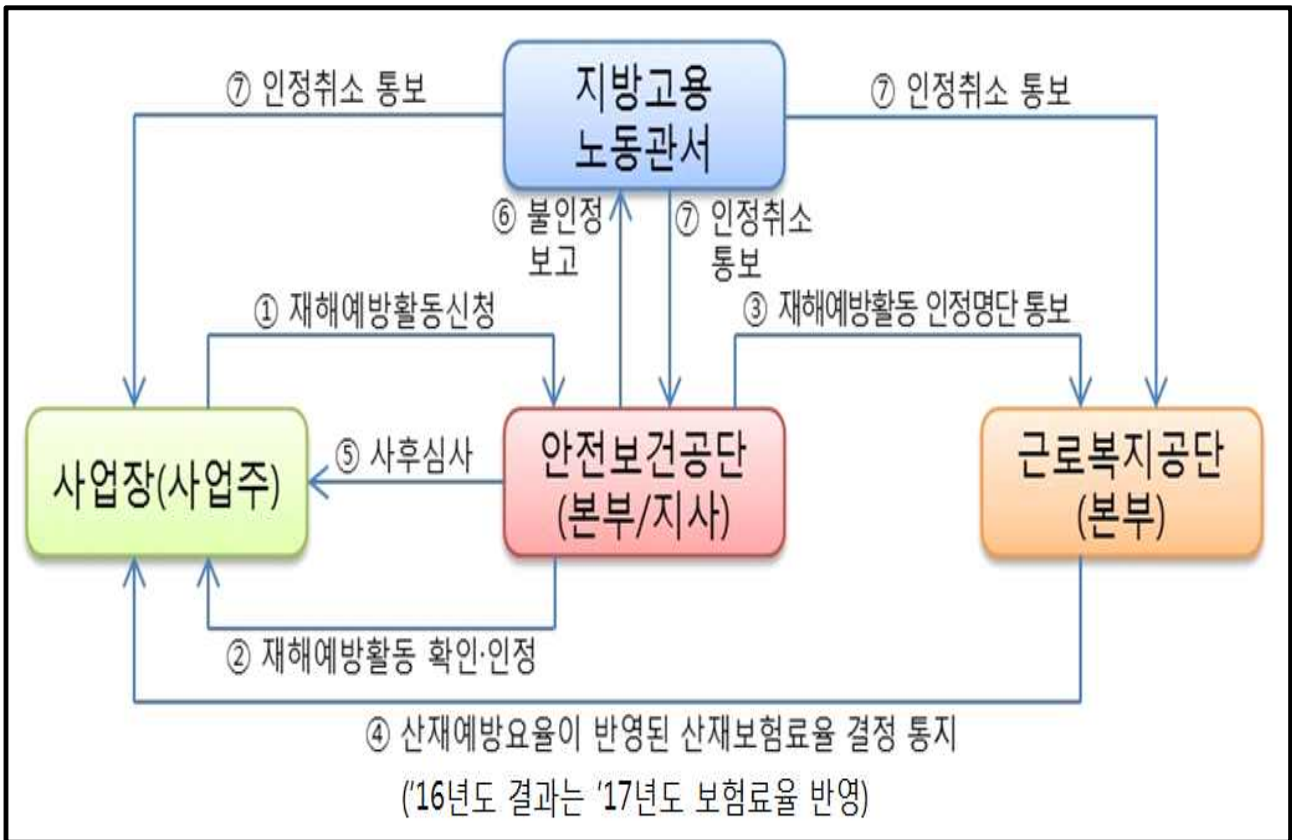 지방고용
노동관서
⑦ 인정취소 통보
⑦ 인정취소 통보
⑥ 불인정
보고
⑦ 인정취소
통보
① 재해예방활동신청
③ 재해예방활동 인정명단 통보
사업장(사업주)
⑤ 사후심사
안전보건공단
(본부/지사)
근로복지공단
(본부)
② 재해예방활동 확인·인정
④ 산재예방요율이 반영된 산재보험료율 결정 통지
('16년도 결과는 '17년도 보험료율 반영)